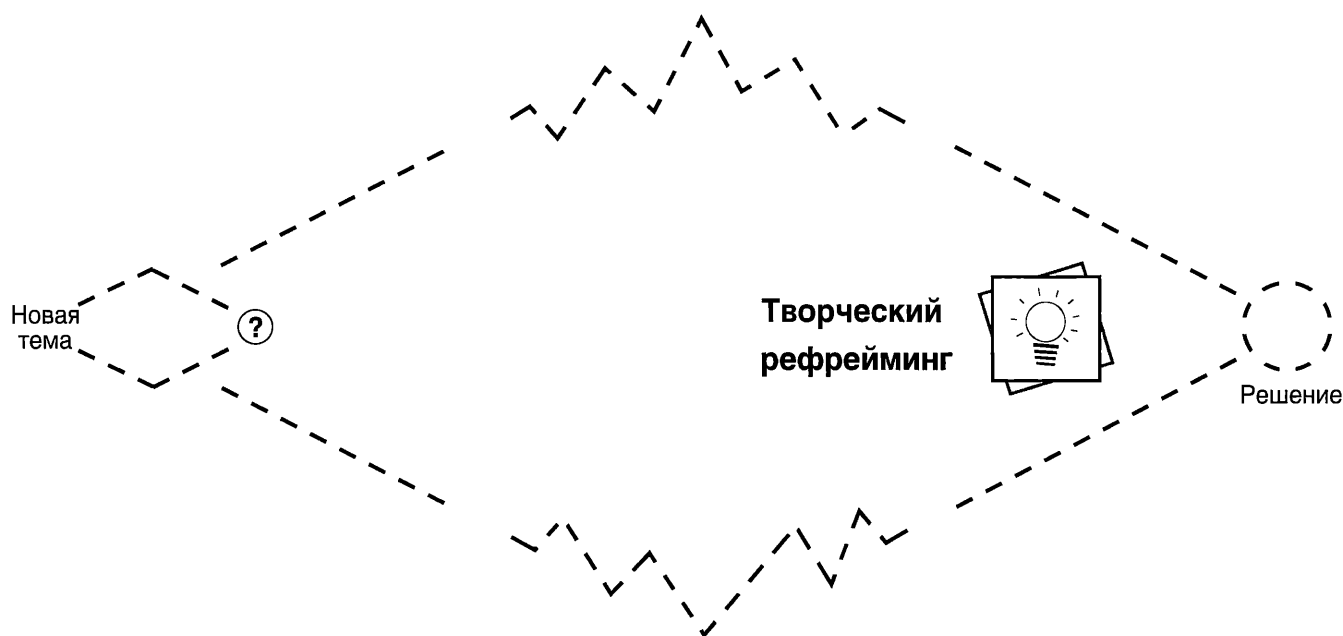 Новая
тема
?
Творческий
рефрейминг
Решение